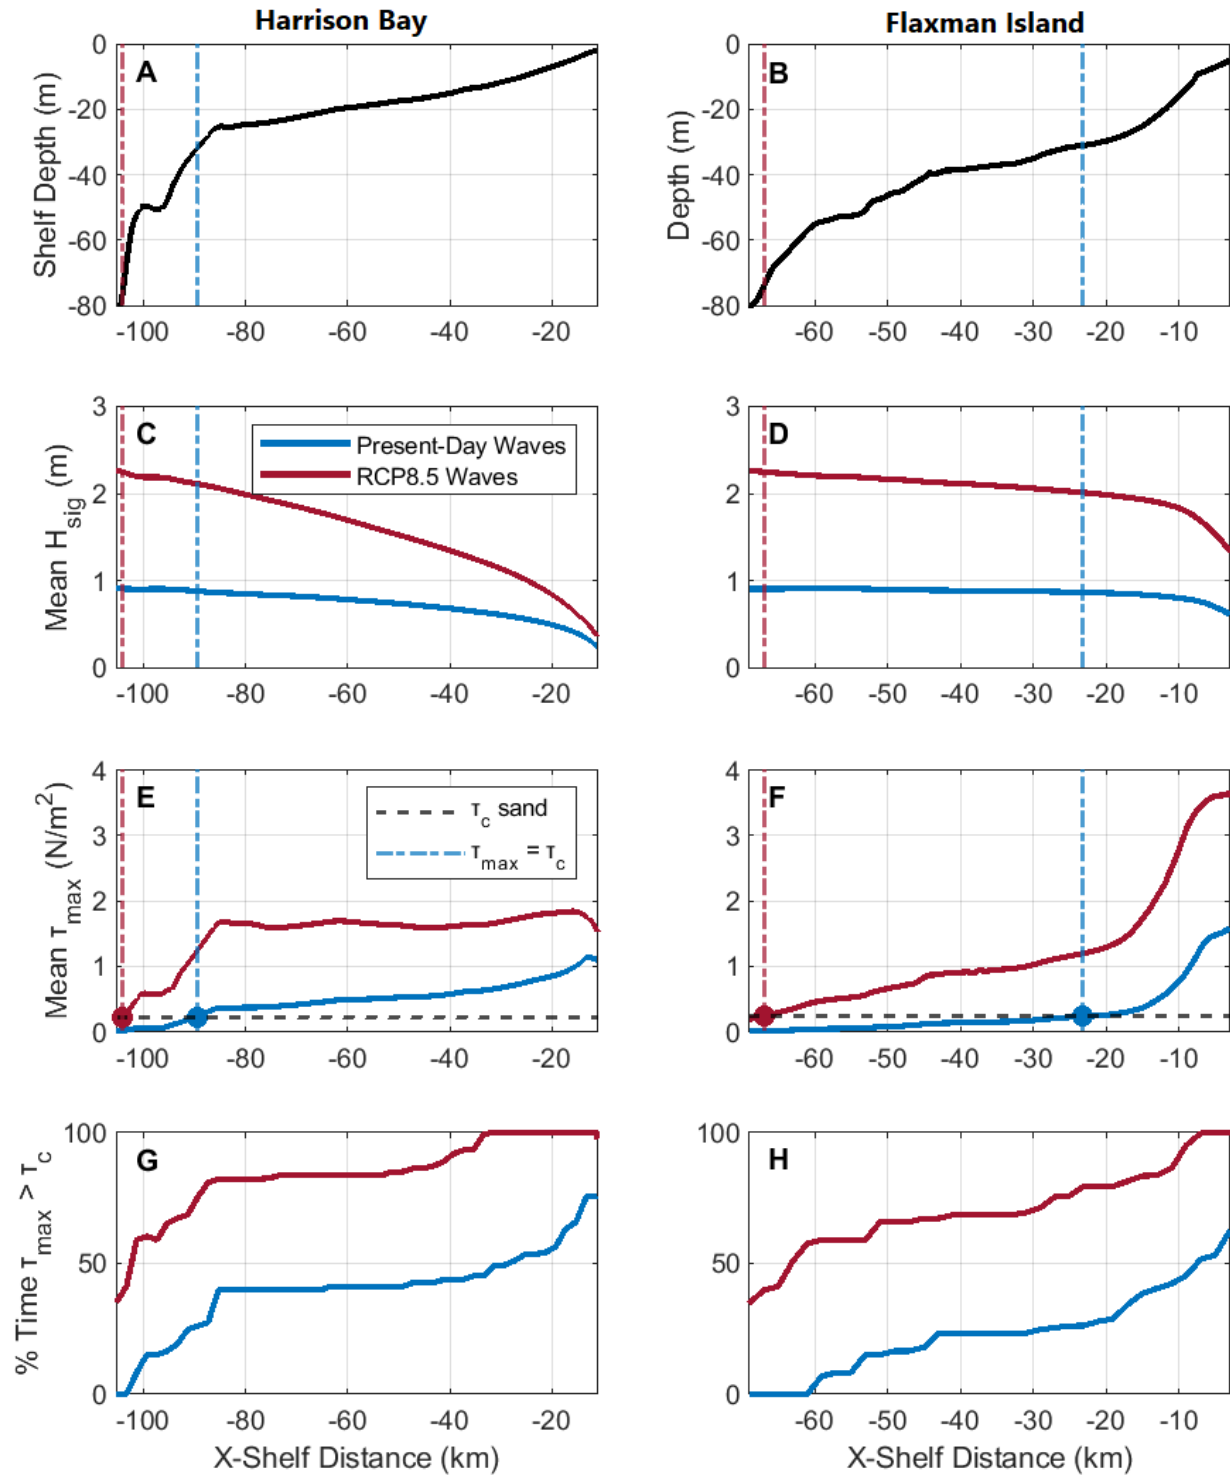 Harrison Bay
Flaxman Island
A
B
Shelf Depth (m)
Depth (m)
0
-20
-40
-60
-80
-100 -80 -60 -40 -20
0
-20
-40
-60
-80
-60 -50 -40 -30 -20 -10
C
D
Mean H_sig (m)
Present-Day Waves
RCP8.5 Waves
3
2
1
0
-100 -80 -60 -40 -20
3
2
1
0
-60 -50 -40 -30 -20 -10
E
F
Mean τ_max (N/m²)
τ_c sand
τ_max = τ_c
4
3
2
1
0
-100 -80 -60 -40 -20
4
3
2
1
0
-60 -50 -40 -30 -20 -10
G
H
% Time τ_max > τ_c
100
50
0
-100 -80 -60 -40 -20
100
50
0
-60 -50 -40 -30 -20 -10
X-Shelf Distance (km)
X-Shelf Distance (km)